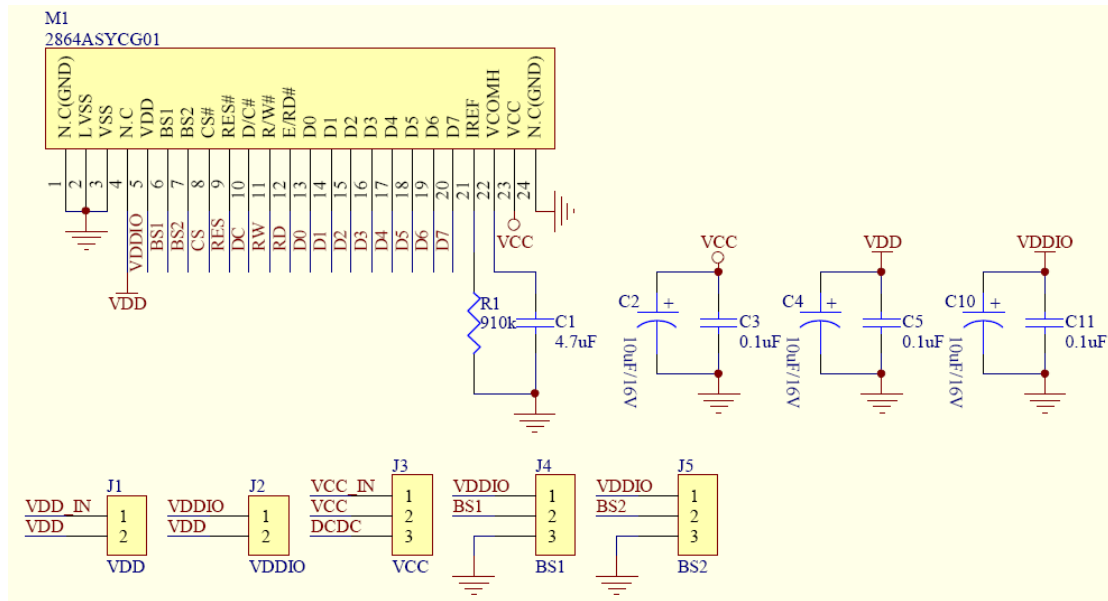 M1
2864ASYCG01
N.C(GND) LVSS VSS N.C VDD BS1 BS2 CS# RES# D/C# R/W# E/RD# D0 D1 D2 D3 D4 D5 D6 D7 IREF VCOMH VCC N.C(GND)
1 2 3 4 5 6 7 8 9 10 11 12 13 14 15 16 17 18 19 20 21 22 23 24
VDDIO BS1 BS2 CS RES DC RW RD D0 D1 D2 D3 D4 D5 D6 D7
VCC
VDD
R1
910k
C1
4.7uF
VCC
C2 +
10uF/16V
C3
0.1uF
VDD
C4 +
10uF/16V
C5
0.1uF
VDDIO
C10 +
10uF/16V
C11
0.1uF
J1
VDD_IN 1
VDD 2
VDD
J2
VDDIO 1
VDD 2
VDDIO
J3
VCC_IN 1
VCC 2
DCDC 3
VCC
J4
VDDIO 1
BS1 2
3
BS1
J5
VDDIO 1
BS2 2
3
BS2